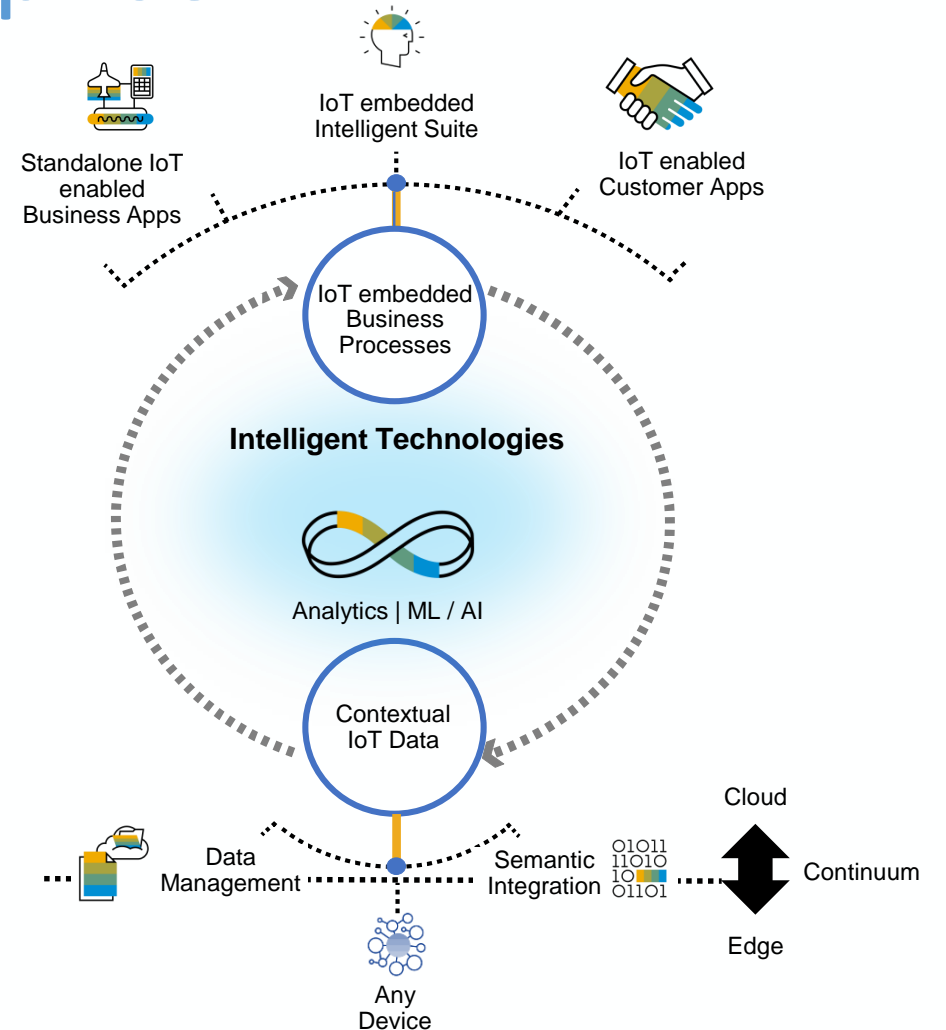 IoT embedded
Intelligent Suite
Standalone IoT
enabled
Business Apps
IoT enabled
Customer Apps
IoT embedded
Business
Processes
Intelligent Technologies
Analytics | ML / AI
Contextual
IoT Data
Cloud
Data
Management
Semantic
Integration
01011
11010
10
01101
Continuum
Edge
Any
Device